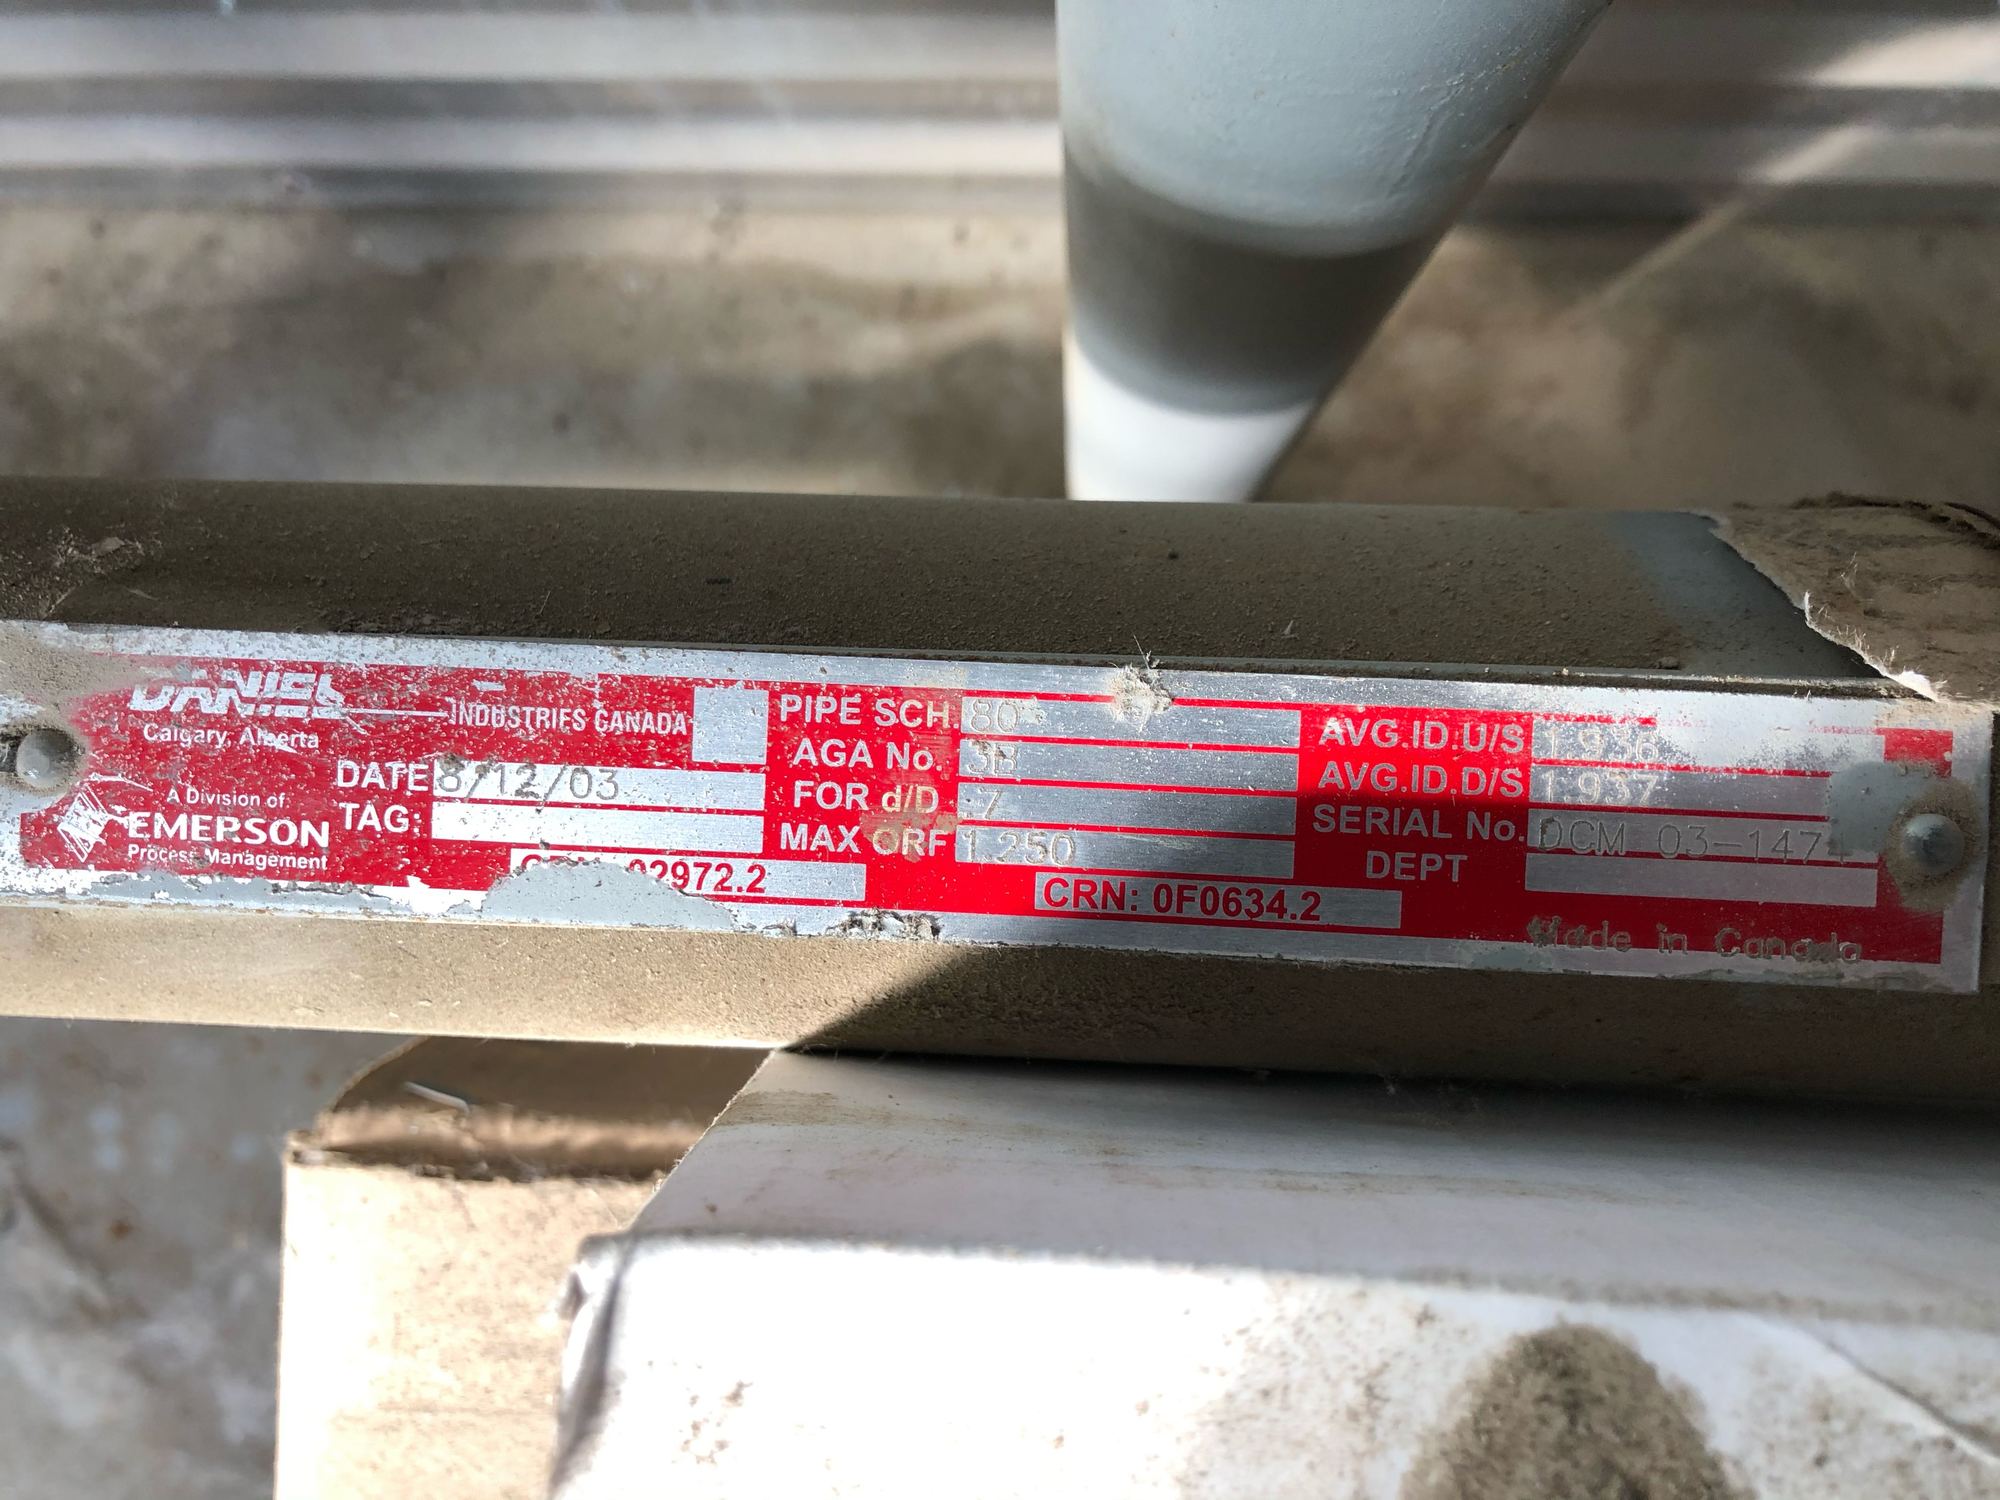 DANIEL INDUSTRIES CANADA
Calgary, Alberta
A Division of
EMERSON
Process Management
DATE 8/12/03
TAG:
02972.2
PIPE SCH. 80
AGA No. 3B
FOR d/D .7
MAX ORF 1.250
CRN: 0F0634.2
AVG.ID.U/S 1.936
AVG.ID.D/S 1.937
SERIAL No. DCM 03-1474
DEPT
Made in Canada